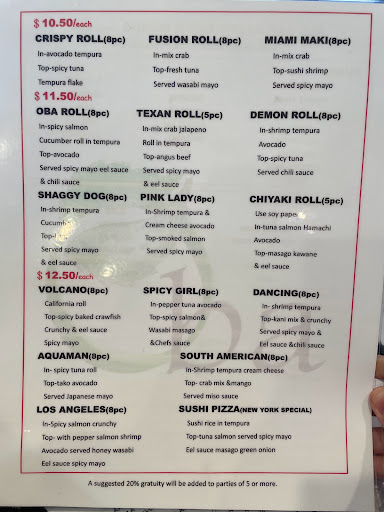 $ 10.50/each
CRISPY ROLL(8pc)
In-avocado tempura
Top-spicy tuna
Tempura flake
FUSION ROLL(8pc)
In-mix crab
Top-fresh tuna
Served wasabi mayo
MIAMI MAKI(8pc)
In-mix crab
Top-sushi shrimp
Served spicy mayo
$ 11.50/each
OBA ROLL(8pc)
In-spicy salmon
Cucumber roll in tempura
Top-avocado
Served spicy mayo eel sauce
& chili sauce
TEXAN ROLL(5pc)
In-mix crab jalapeno
Roll in tempura
Top-angus beef
Served spicy mayo
& eel sauce
DEMON ROLL(8pc)
In-shrimp tempura
Avocado
Top-spicy tuna
Served chili sauce
SHAGGY DOG(8pc)
In-shrimp tempura
Served spicy mayo
& eel sauce
PINK LADY(8pc)
In-Shrimp tempura &
Cream cheese avocado
Top-smoked salmon
Served spicy mayo
CHIYAKI ROLL(5pc)
Use soy paper
In-tuna salmon Hamachi
Avocado
Top-masago kawane
& eel sauce
$ 12.50/each
VOLCANO(8pc)
California roll
Top-spicy baked crawfish
Crunchy & eel sauce
Spicy mayo
SPICY GIRL(8pc)
In-pepper tuna avocado
Top-spicy salmon&
Wasabi masago
&Chefs sauce
DANCING(8pc)
In- shrimp tempura
Top-kani mix & crunchy
Served spicy mayo &
Eel sauce &chili sauce
AQUAMAN(8pc)
In- spicy tuna roll
Top-tako avocado
Served Japanese mayo
SOUTH AMERICAN(8pc)
In-Shrimp tempura cream cheese
Top- crab mix &mango
Served miso sauce
LOS ANGELES(8pc)
In-Spicy salmon crunchy
Top- with pepper salmon shrimp
Avocado served honey wasabi
Eel sauce spicy mayo
SUSHI PIZZA(NEW YORK SPECIAL)
Sushi rice in tempura
Top-tuna salmon served spicy mayo
Eel sauce masago green onion
A suggested 20% gratuity will be added to parties of 5 or more.